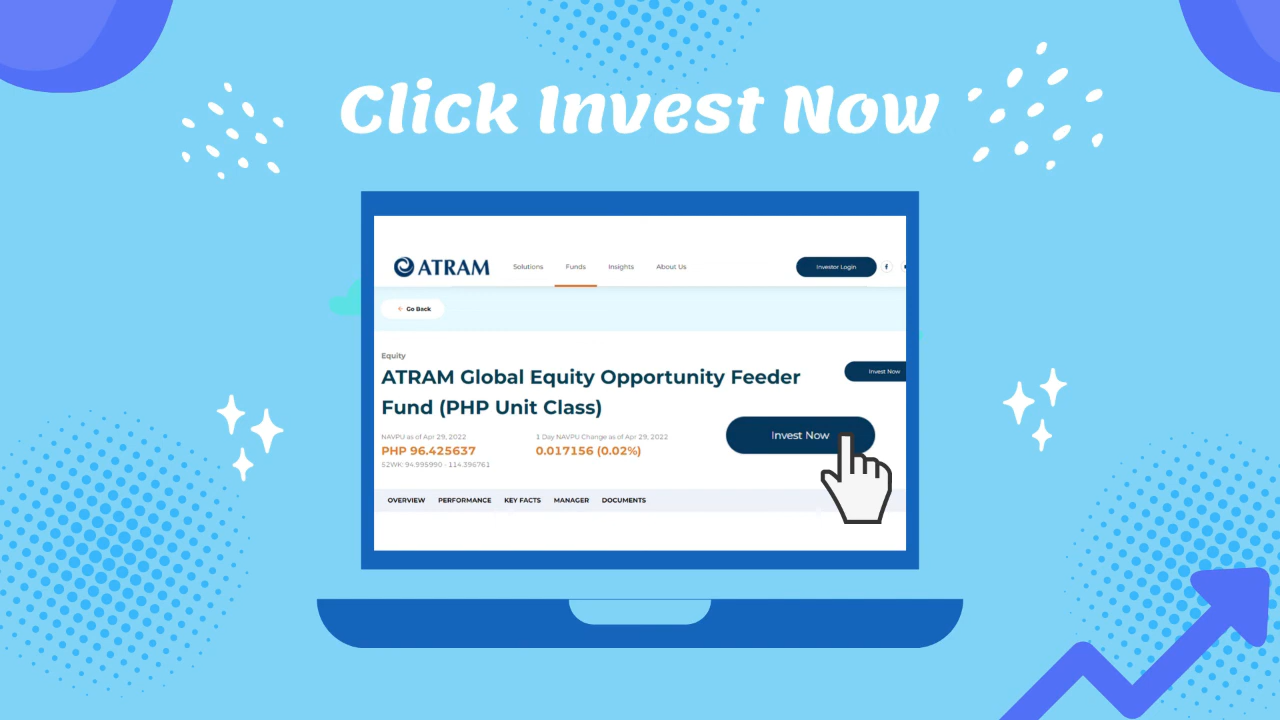 Click Invest Now
ATRAM
Solutions
Funds
Insights
About Us
Investor Login
Go Back
Equity
ATRAM Global Equity Opportunity Feeder
Fund (PHP Unit Class)
Invest Now
NAVPU as of Apr 29, 2022
1 Day NAVPU Change as of Apr 29, 2022
PHP 96.425637
0.017156 (0.02%)
52WK: 94.995990 - 114.396761
Invest Now
OVERVIEW
PERFORMANCE
KEY FACTS
MANAGER
DOCUMENTS